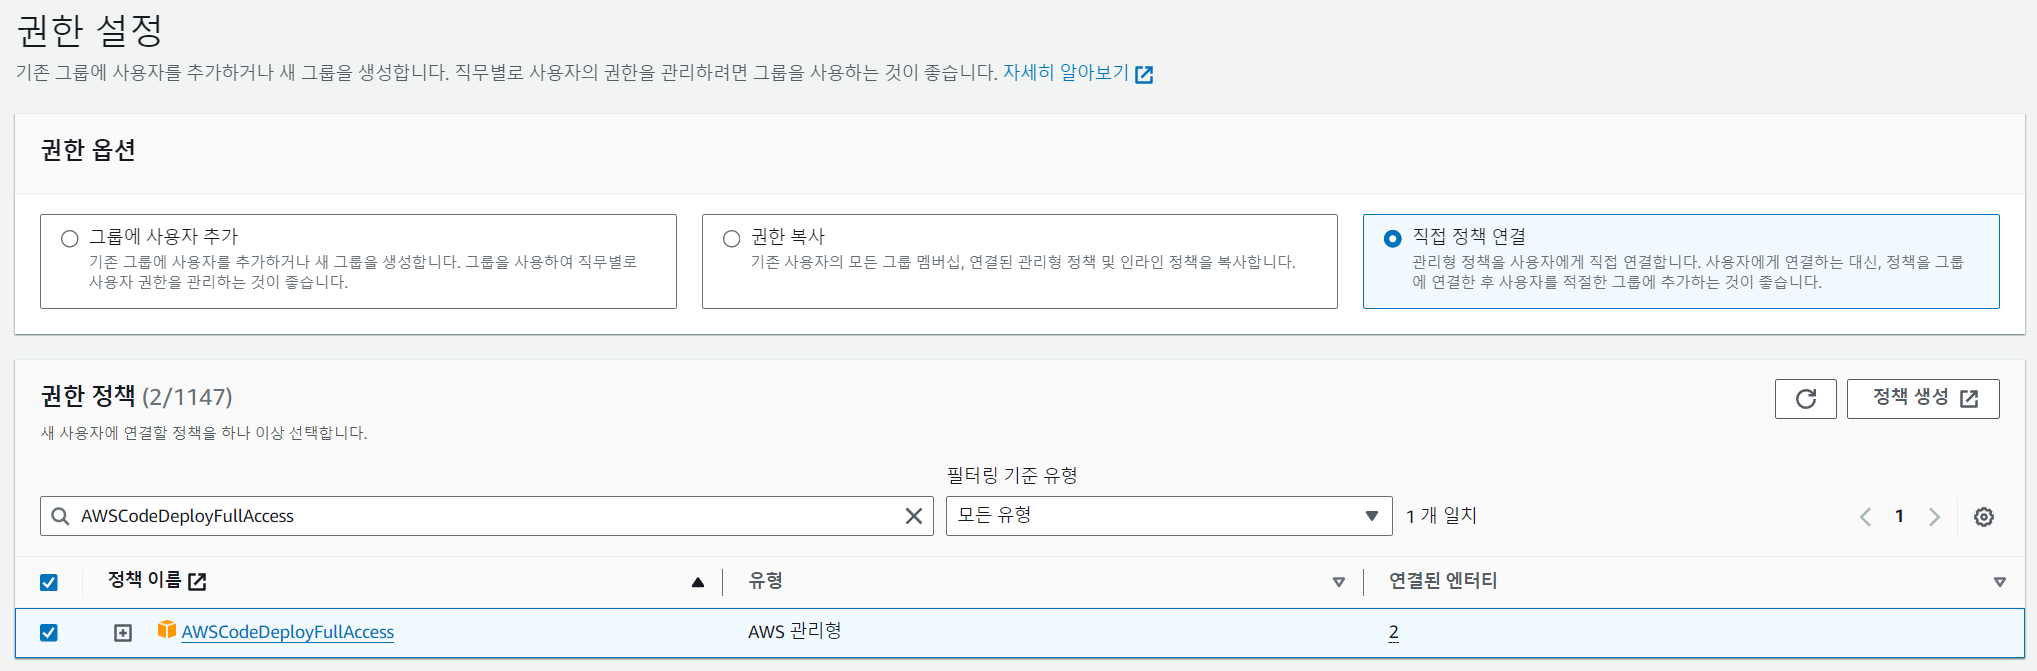 권한 설정
기존 그룹에 사용자를 추가하거나 새 그룹을 생성합니다. 직무별로 사용자의 권한을 관리하려면 그룹을 사용하는 것이 좋습니다. 자세히 알아보기
권한 옵션
그룹에 사용자 추가
기존 그룹에 사용자를 추가하거나 새 그룹을 생성합니다. 그룹을 사용하여 직무별로
사용자 권한을 관리하는 것이 좋습니다.
권한 복사
기존 사용자의 모든 그룹 멤버십, 연결된 관리형 정책 및 인라인 정책을 복사합니다.
직접 정책 연결
관리형 정책을 사용자에게 직접 연결합니다. 사용자에게 연결하는 대신, 정책을 그룹
에 연결한 후 사용자를 적절한 그룹에 추가하는 것이 좋습니다.
권한 정책 (2/1147)
정책 생성
새 사용자에 연결할 정책을 하나 이상 선택합니다.
필터링 기준 유형
AWSCodeDeployFullAccess
모든 유형
1 개 일치
1
정책 이름
유형
연결된 엔터티
AWSCodeDeployFullAccess
AWS 관리형
2